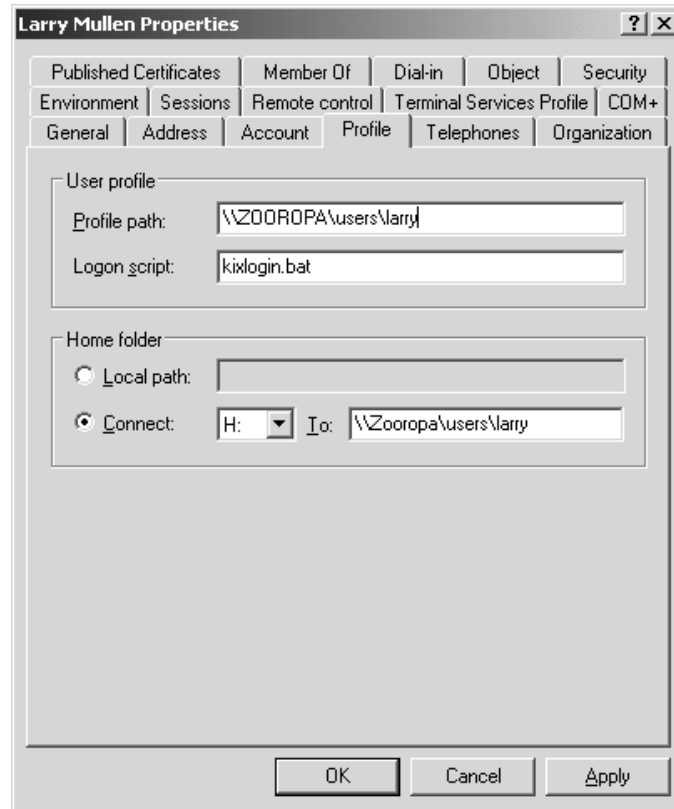 Larry Mullen Properties
Published Certificates Member Of Dial-in Object Security
Environment Sessions Remote control Terminal Services Profile COM+
General Address Account Profile Telephones Organization
User profile
Profile path: \\ZOOROPA\users\larry
Logon script: kixlogin.bat
Home folder
Local path:
Connect: H: To: \\Zooropa\users\larry
OK Cancel Apply